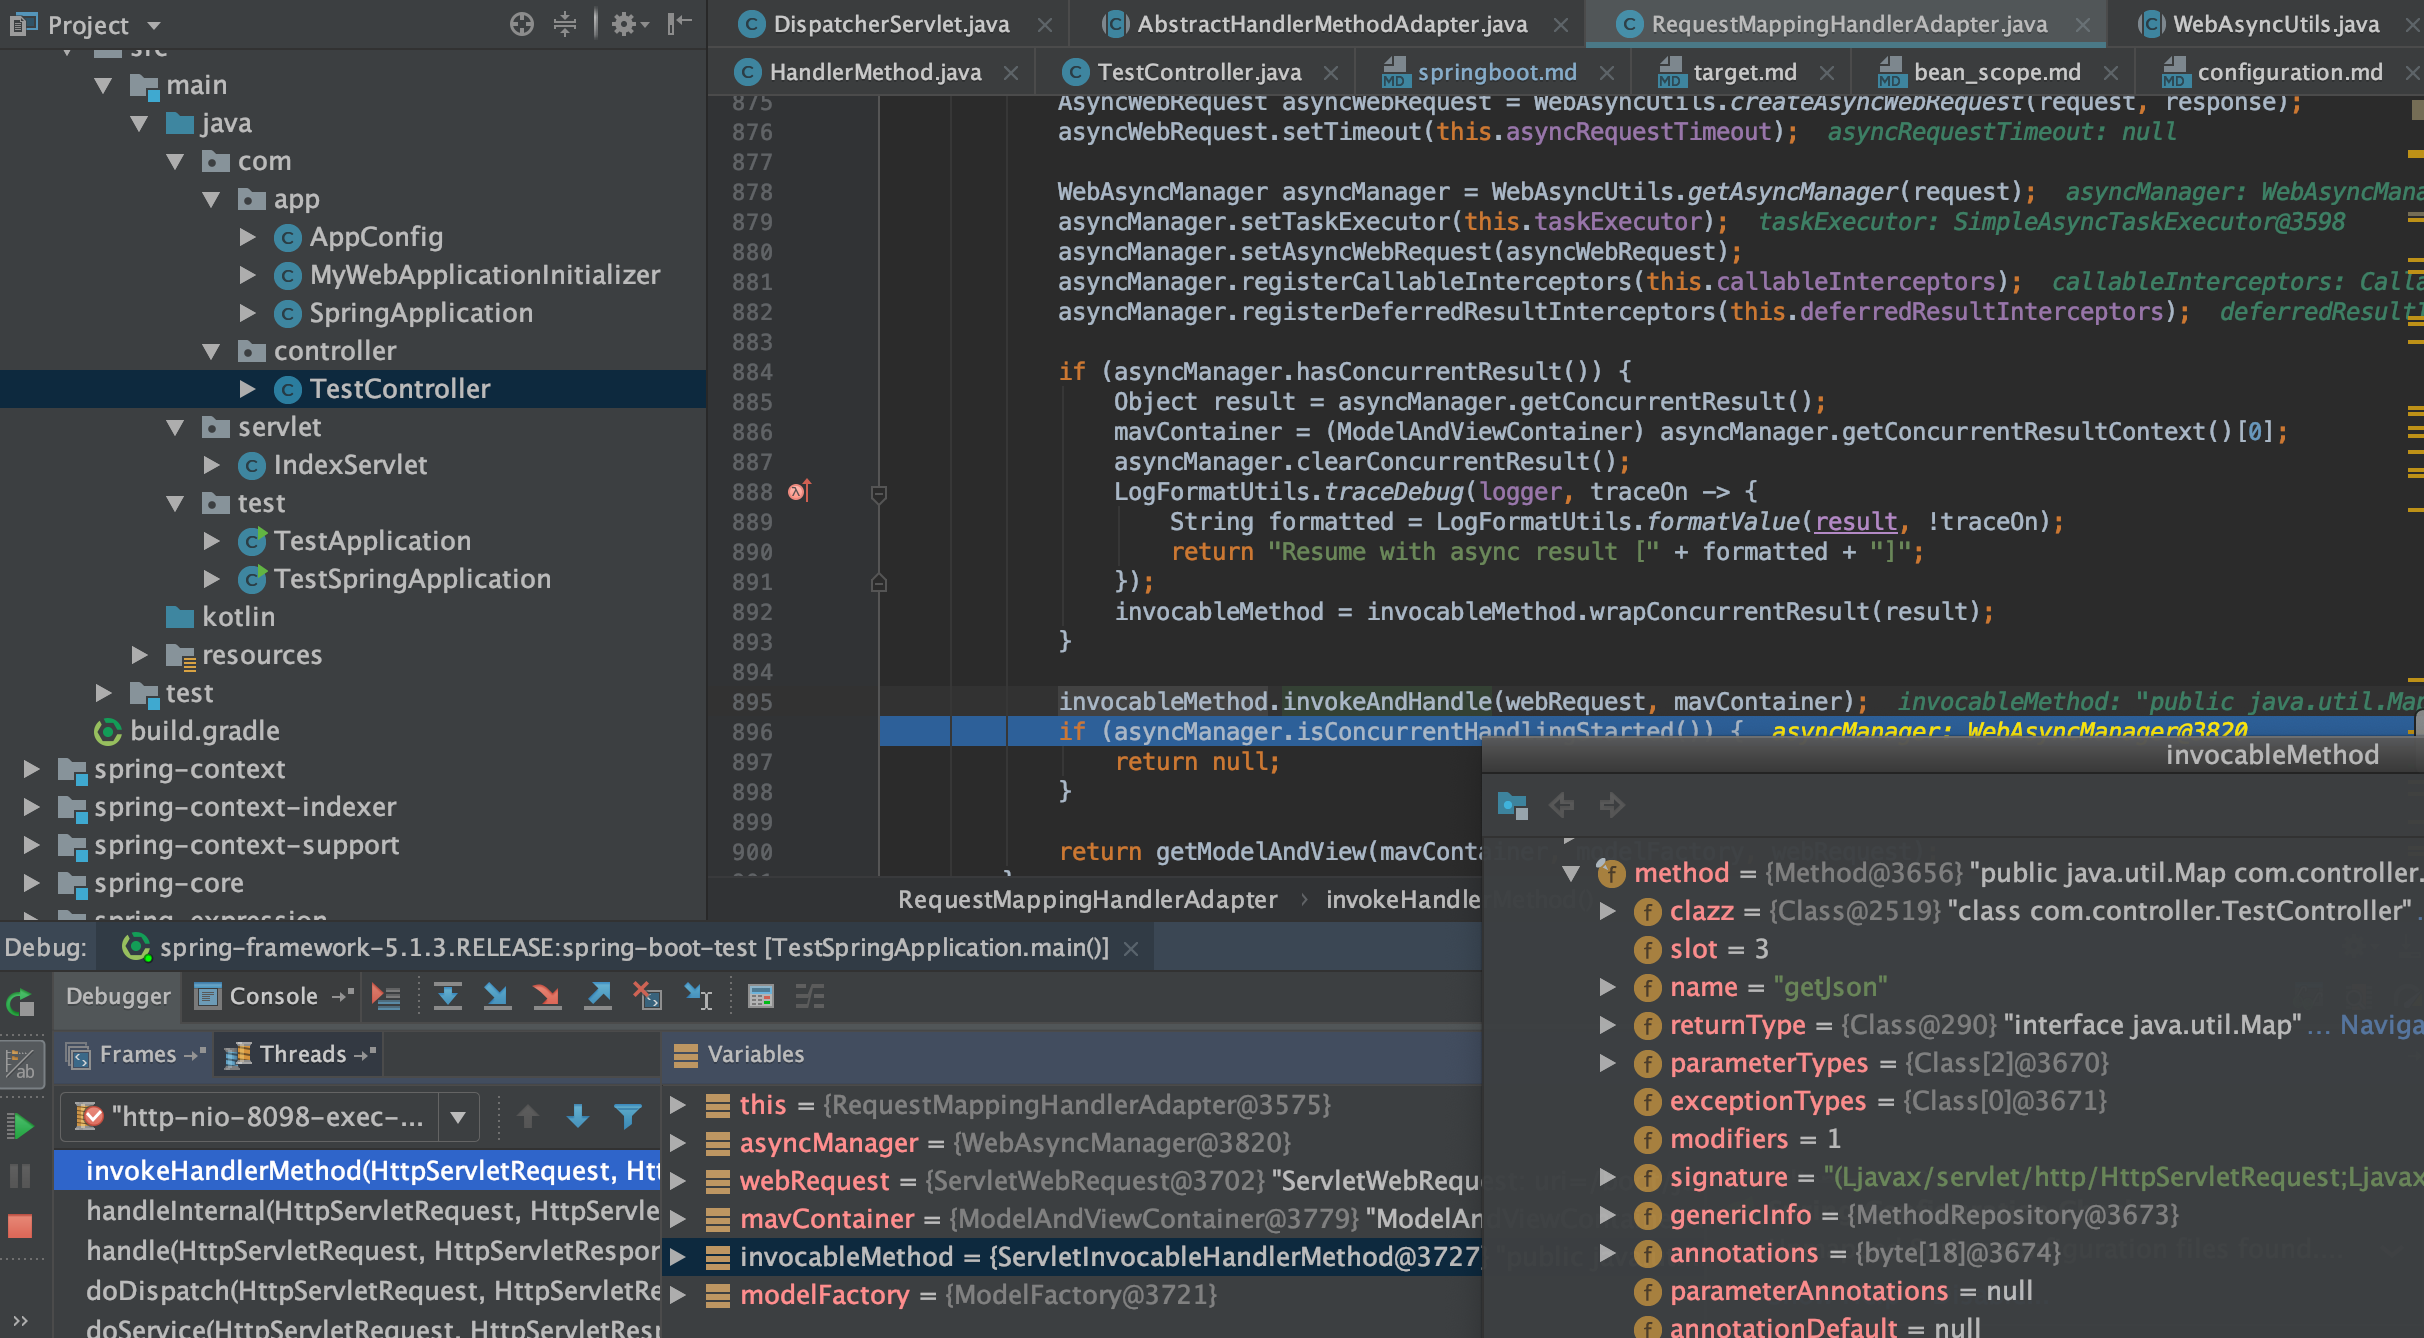 Project
src
main
java
com
app
AppConfig
MyWebApplicationInitializer
SpringApplication
controller
TestController
servlet
IndexServlet
test
TestApplication
TestSpringApplication
kotlin
resources
test
build.gradle
spring-context
spring-context-indexer
spring-context-support
spring-core
spring-expression
DispatcherServlet.java
AbstractHandlerMethodAdapter.java
RequestMappingHandlerAdapter.java
WebAsyncUtils.java
HandlerMethod.java
TestController.java
springboot.md
target.md
bean_scope.md
configuration.md
875 AsyncWebRequest asyncWebRequest = WebAsyncUtils.createAsyncWebRequest(request, response);
876 asyncWebRequest.setTimeout(this.asyncRequestTimeout); asyncRequestTimeout: null
877
878 WebAsyncManager asyncManager = WebAsyncUtils.getAsyncManager(request); asyncManager: WebAsyncMana
879 asyncManager.setTaskExecutor(this.taskExecutor); taskExecutor: SimpleAsyncTaskExecutor@3598
880 asyncManager.setAsyncWebRequest(asyncWebRequest);
881 asyncManager.registerCallableInterceptors(this.callableInterceptors); callableInterceptors: Calla
882 asyncManager.registerDeferredResultInterceptors(this.deferredResultInterceptors); deferredResultI
883
884 if (asyncManager.hasConcurrentResult()) {
885 Object result = asyncManager.getConcurrentResult();
886 mavContainer = (ModelAndViewContainer) asyncManager.getConcurrentResultContext()[0];
887 asyncManager.clearConcurrentResult();
888 LogFormatUtils.traceDebug(logger, traceOn -> {
889 String formatted = LogFormatUtils.formatValue(result, !traceOn);
890 return "Resume with async result [" + formatted + "]";
891 });
892 invocableMethod = invocableMethod.wrapConcurrentResult(result);
893 }
894
895 invocableMethod.invokeAndHandle(webRequest, mavContainer); invocableMethod: "public java.util.Map
896 if (asyncManager.isConcurrentHandlingStarted()) { asyncManager: WebAsyncManager@3820
897 return null;
898 }
899
900 return getModelAndView(mavConta
RequestMappingHandlerAdapter › invokeHandle
invocableMethod
method = {Method@3656} "public java.util.Map com.controller.
clazz = {Class@2519} "class com.controller.TestController"
slot = 3
name = "getJson"
returnType = {Class@290} "interface java.util.Map" ... Naviga
parameterTypes = {Class[2]@3670}
exceptionTypes = {Class[0]@3671}
modifiers = 1
signature = "(Ljavax/servlet/http/HttpServletRequest;Ljavax
genericInfo = {MethodRepository@3673}
annotations = {byte[18]@3674}
parameterAnnotations = null
annotationDefault = null
Debug: spring-framework-5.1.3.RELEASE:spring-boot-test [TestSpringApplication.main()]
Debugger Console
Frames Threads
"http-nio-8098-exec-...
invokeHandlerMethod(HttpServletRequest, Htt
handleInternal(HttpServletRequest, HttpServle
handle(HttpServletRequest, HttpServletRespor
doDispatch(HttpServletRequest, HttpServletRe
doService(HttpServletRequest, HttpServletRes
Variables
this = {RequestMappingHandlerAdapter@3575}
asyncManager = {WebAsyncManager@3820}
webRequest = {ServletWebRequest@3702} "ServletWebReque
mavContainer = {ModelAndViewContainer@3779} "ModelAn
invocableMethod = {ServletInvocableHandlerMethod@3727}
modelFactory = {ModelFactory@3721}